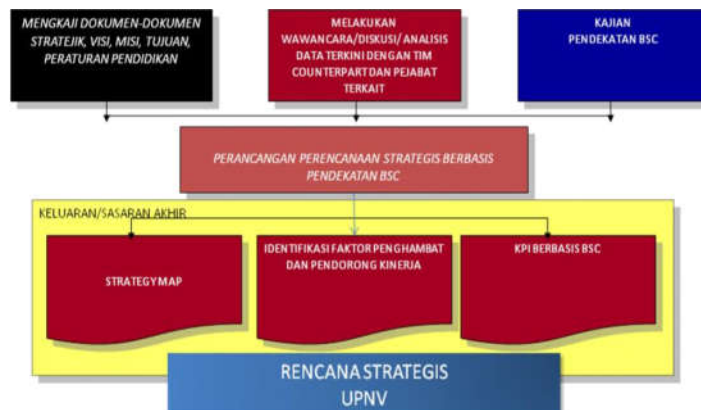 MENGKAJI DOKUMEN-DOKUMEN
STRATEJIK, VISI, MISI, TUJUAN,
PERATURAN PENDIDIKAN
MELAKUKAN
WAWANCARA/DISKUSI/ ANALISIS
DATA TERKINI DENGAN TIM
COUNTERPART DAN PEJABAT
TERKAIT
KAJIAN
PENDEKATAN BSC
PERANCANGAN PERENCANAAN STRATEGIS BERBASIS
PENDEKATAN BSC
KELUARAN/SASARAN AKHIR
STRATEGY MAP
IDENTIFIKASI FAKTOR PENGHAMBAT
DAN PENDORONG KINERJA
KPI BERBASIS BSC
RENCANA STRATEGIS
UPNV